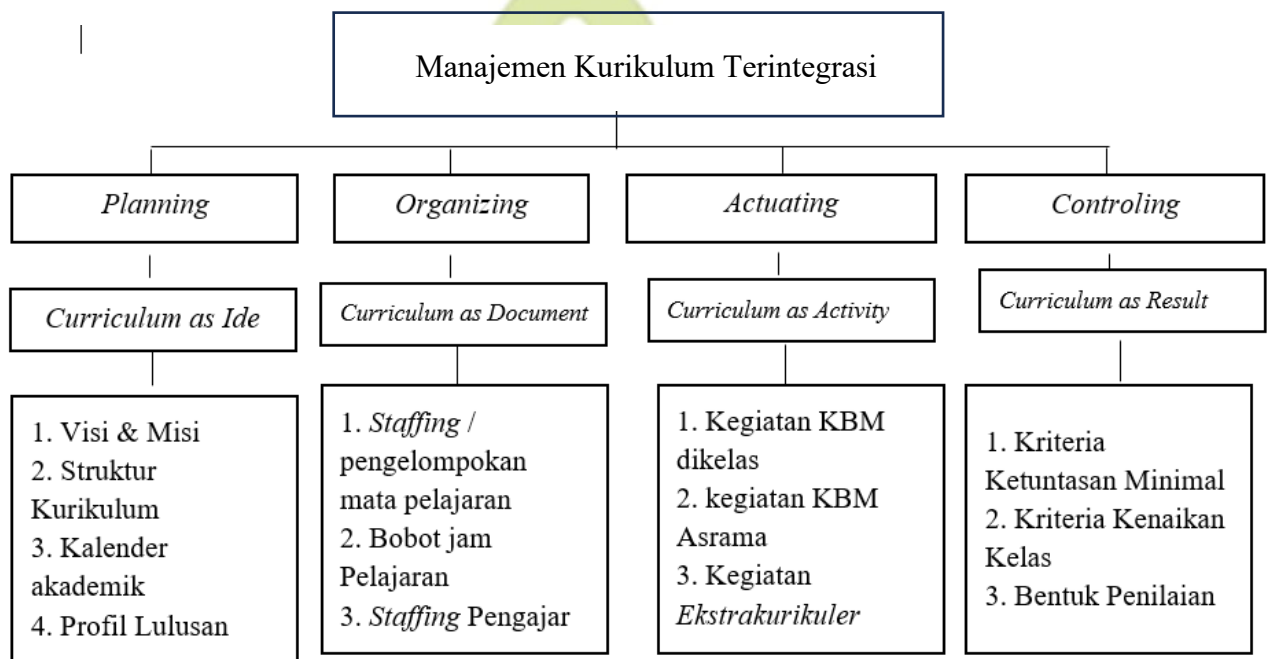 Manajemen Kurikulum Terintegrasi
Planning
Organizing
Actuating
Controling
Curriculum as Ide
Curriculum as Document
Curriculum as Activity
Curriculum as Result
1. Visi & Misi
2. Struktur
Kurikulum
3. Kalender
akademik
4. Profil Lulusan
1. Staffing /
pengelompokan
mata pelajaran
2. Bobot jam
Pelajaran
3. Staffing Pengajar
1. Kegiatan KBM
dikelas
2. kegiatan KBM
Asrama
3. Kegiatan
Ekstrakurikuler
1. Kriteria
Ketuntasan Minimal
2. Kriteria Kenaikan
Kelas
3. Bentuk Penilaian